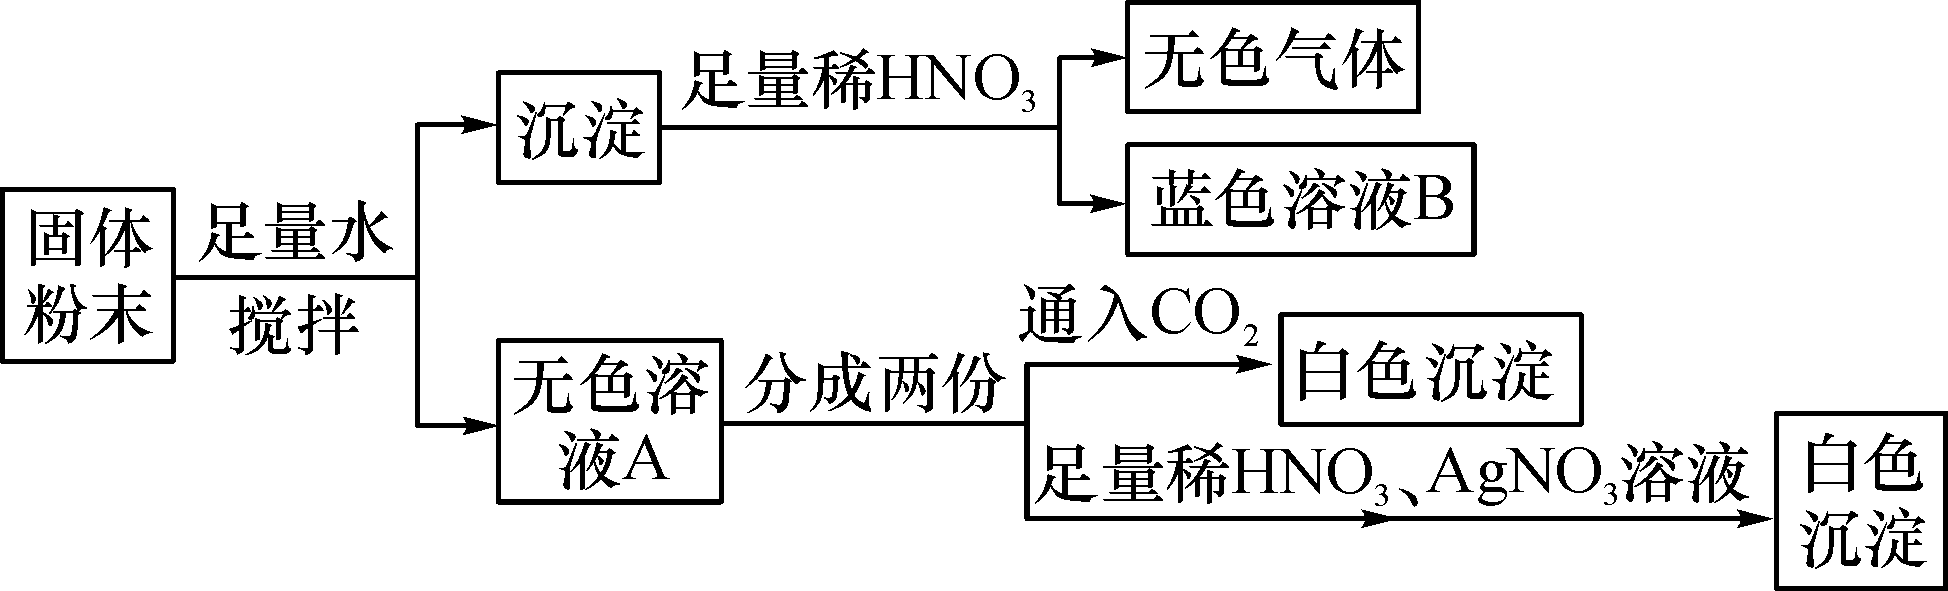 固体
粉末
足量水
搅拌
沉淀
足量稀HNO₃
无色气体
蓝色溶液B
无色溶
液A
分成两份
通入CO₂
白色沉淀
足量稀HNO₃、AgNO₃溶液
白色
沉淀